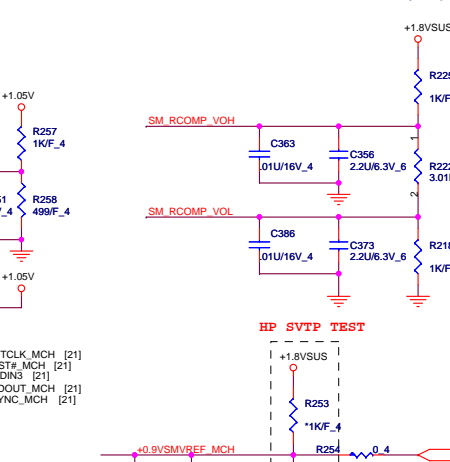 +1.8VSUS
R225
1K/F
+1.05V
R257
1K/F_4
SM_RCOMP_VOH
C363
.01U/16V_4
C356
2.2U/6.3V_6
1
R222
3.01
2
R258
499/F_4
51
/_4
SM_RCOMP_VOL
C386
.01U/16V_4
C373
2.2U/6.3V_6
R218
1K/F
+1.05V
HP SVTP TEST
+1.8VSUS
TCLK_MCH [21]
ST#_MCH [21]
DIN3 [21]
DOUT_MCH [21]
YNC_MCH [21]
R253
*1K/F_4
+0.9VSMVREF_MCH
R254
0_4